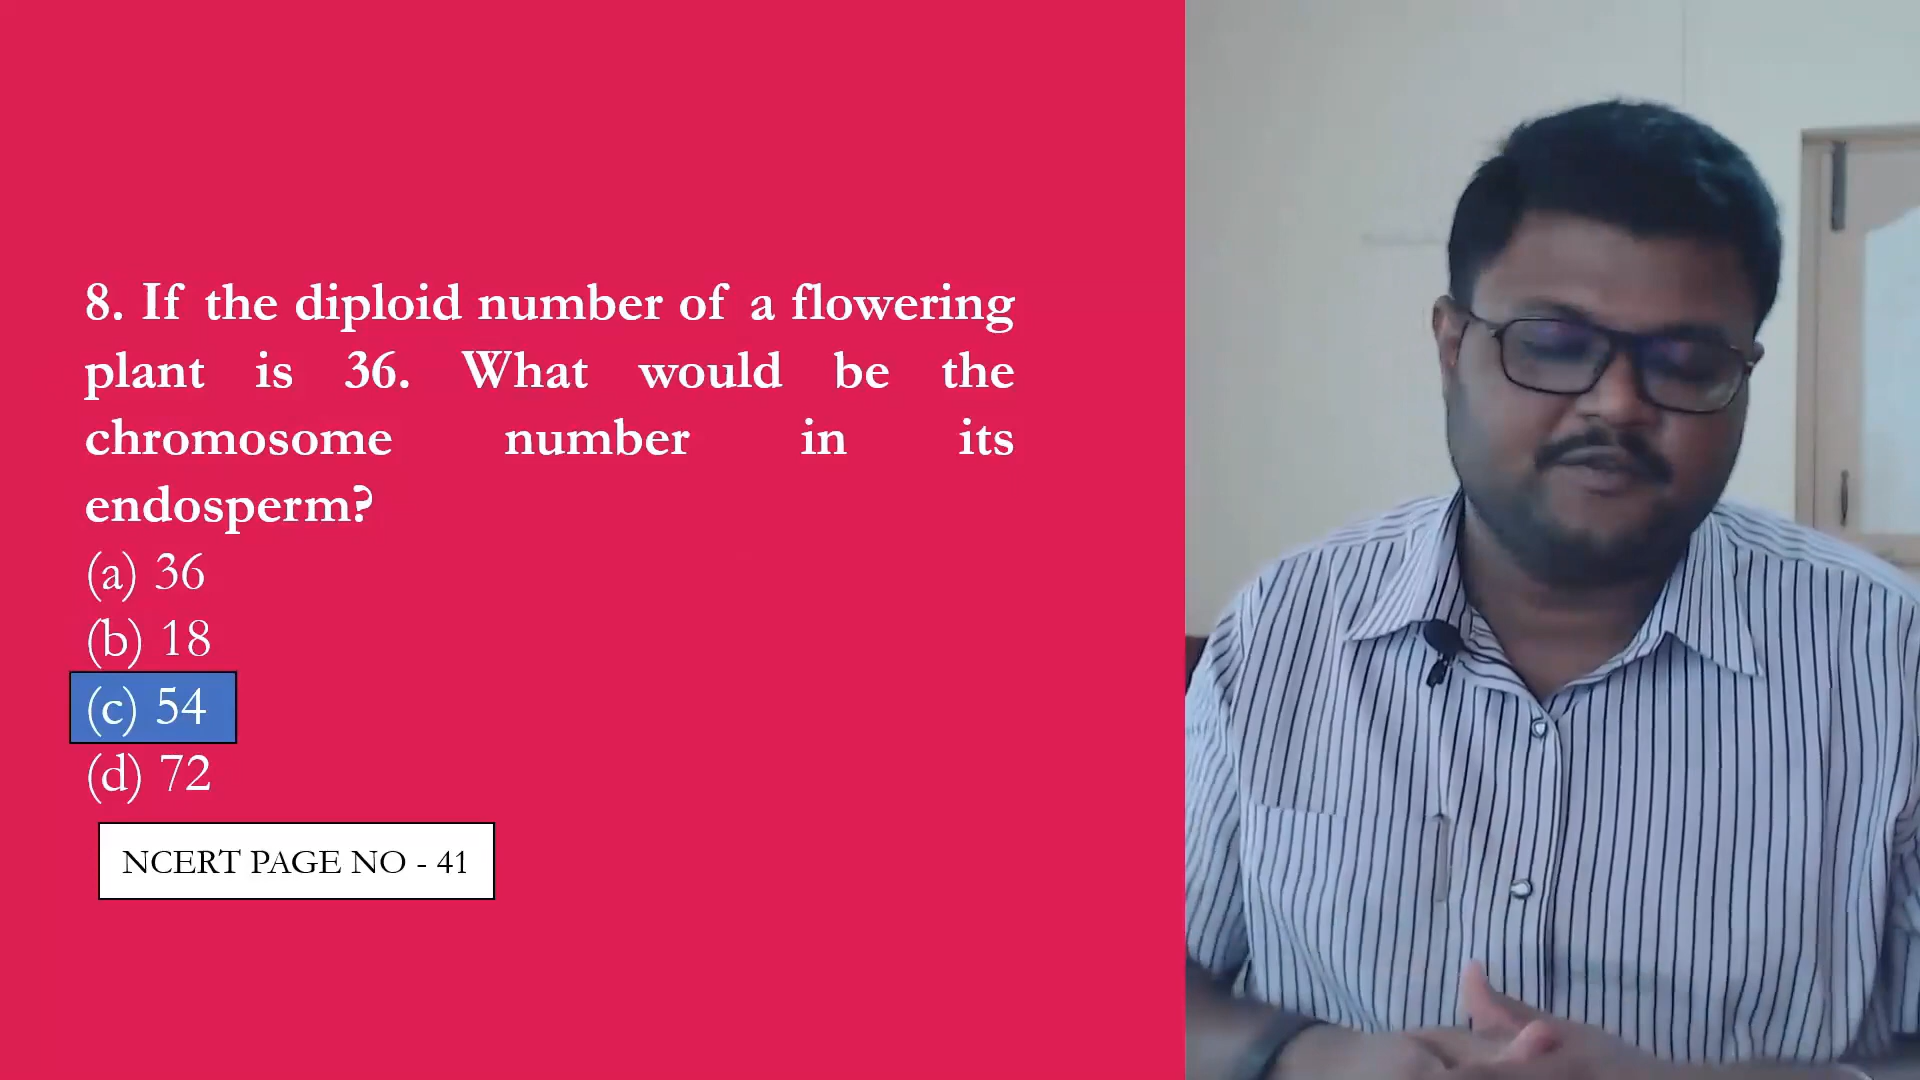 8. If the diploid number of a flowering
plant is 36. What would be the
chromosome number in its
endosperm?
(a) 36
(b) 18
(c) 54
(d) 72
NCERT PAGE NO - 41